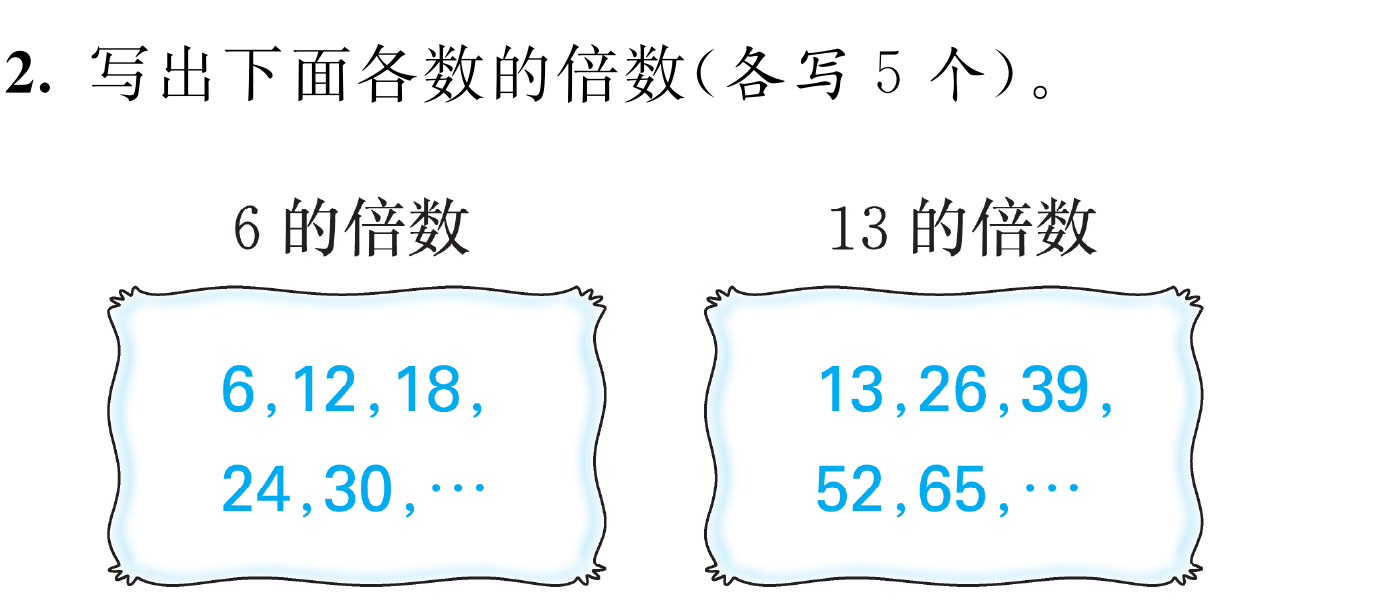 2. 写出下面各数的倍数(各写 5 个)。
6 的倍数
6,12,18,
24,30,…
13 的倍数
13,26,39,
52,65,…